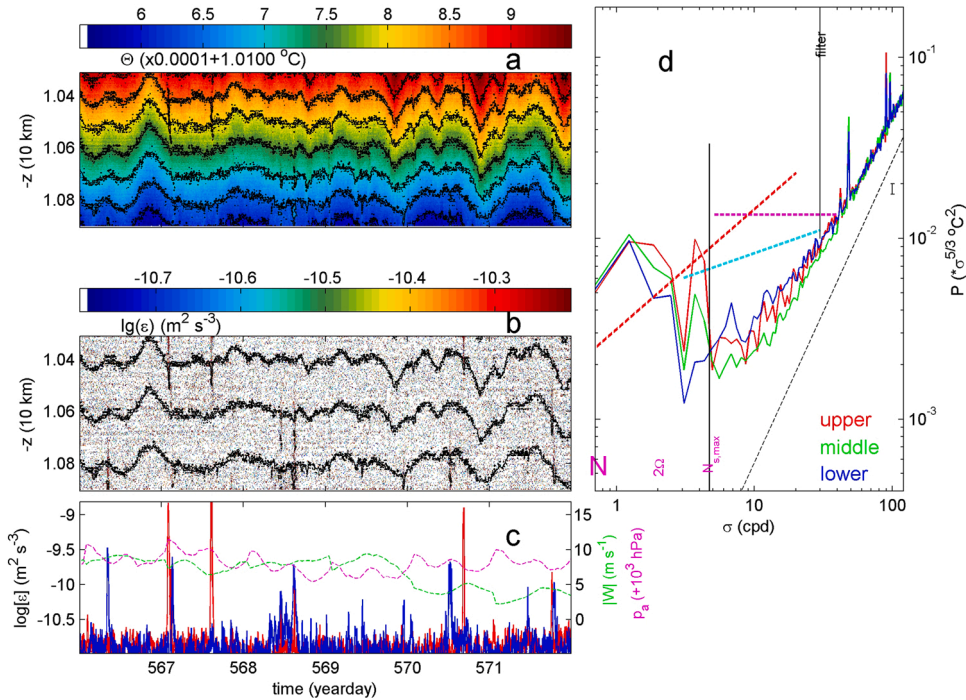 6 6.5 7 7.5 8 8.5 9
Θ (x0.0001+1.0100 °C)
a
-z (10 km)
1.04
1.06
1.08
-10.7 -10.6 -10.5 -10.4 -10.3
lg(ε) (m² s⁻³)
b
-z (10 km)
1.04
1.06
1.08
c
log[ε] (m² s⁻³)
-9
-9.5
-10
-10.5
15
10
5
0
|W| (m s⁻¹)
pₐ (+10³ hPa)
567 568 569 570 571
time (yearday)
d
filter
10⁻¹
10⁻²
10⁻³
P (*σ^5/3 °C²)
I
upper
middle
lower
N
2Ω
N_s,max
1 10 100
σ (cpd)